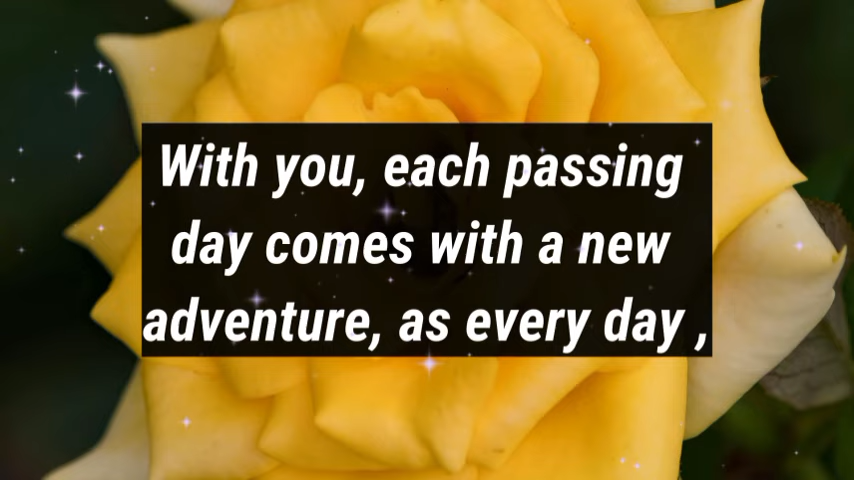 With you, each passing
day comes with a new
adventure, as every day ,